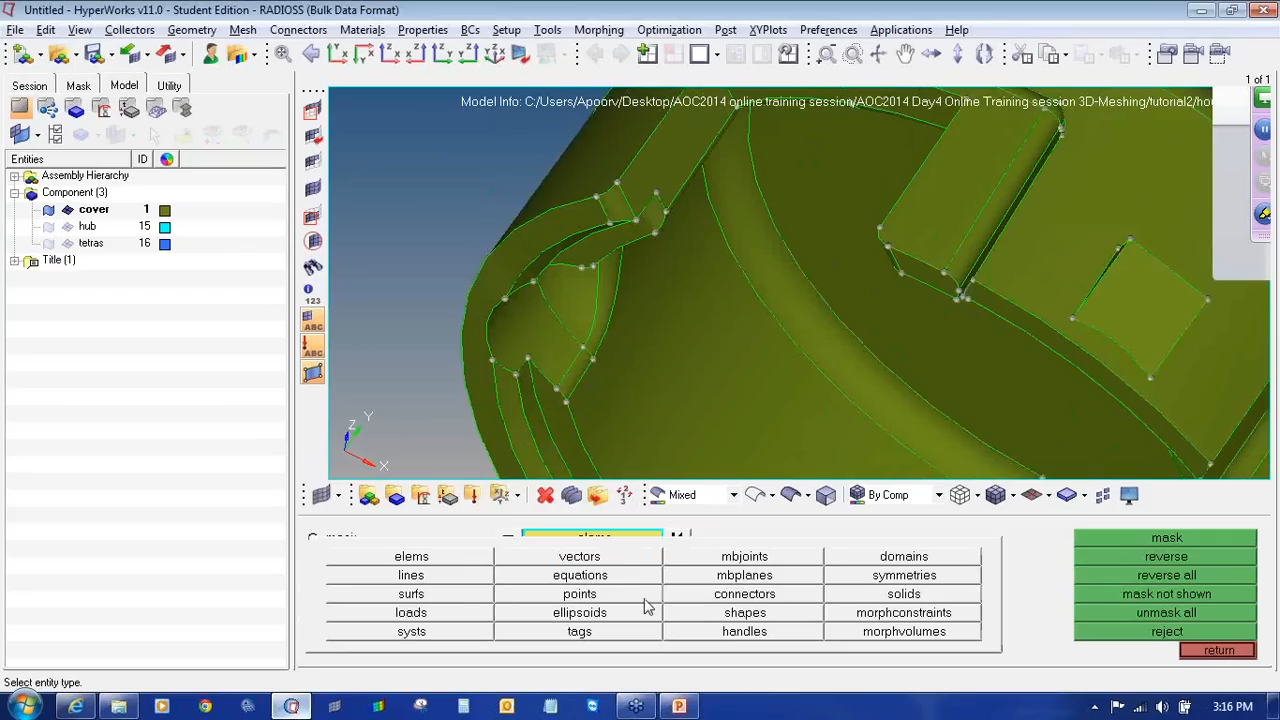 Untitled - HyperWorks v11.0 - Student Edition - RADIOSS (Bulk Data Format)
File Edit View Collectors Geometry Mesh Connectors Materials Properties BCs Setup Tools Morphing Optimization Post XYPlots Preferences Applications Help
Session Mask Model Utility
1 of 1
Model Info: C:/Users/Apoorv/Desktop/AOC2014 online training session/AOC2014 Day4 Online Training session 3D-Meshing/tutorial2/hou
Entities ID
Assembly Hierarchy
Component (3)
cover 1
hub 15
tetras 16
Title (1)
123
ABC
ABC
Y
Z
X
Mixed
By Comp
mask
elems vectors mbjoints domains
lines equations mbplanes symmetries
surfs points connectors solids
loads ellipsoids shapes morphconstraints
systs tags handles morphvolumes
mask
reverse
reverse all
mask not shown
unmask all
reject
return
Select entity type.
3:16 PM